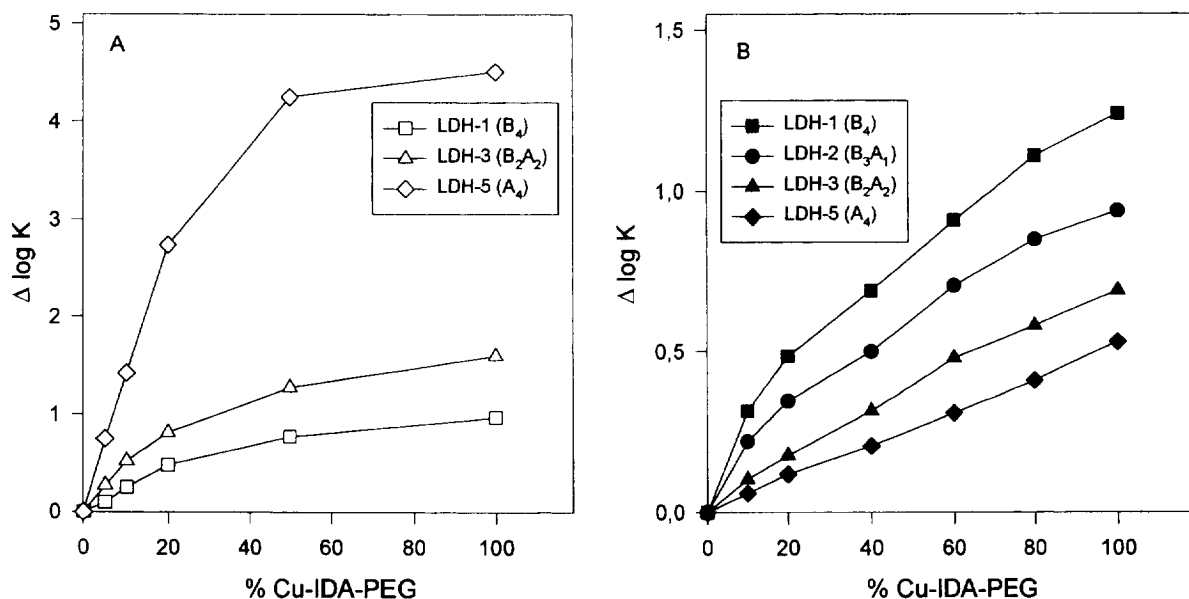 A
5
4
3
2
1
0
Δ log K
LDH-1 (B₄)
LDH-3 (B₂A₂)
LDH-5 (A₄)
0 20 40 60 80 100
% Cu-IDA-PEG
B
1,5
1,0
0,5
0,0
Δ log K
LDH-1 (B₄)
LDH-2 (B₃A₁)
LDH-3 (B₂A₂)
LDH-5 (A₄)
0 20 40 60 80 100
% Cu-IDA-PEG